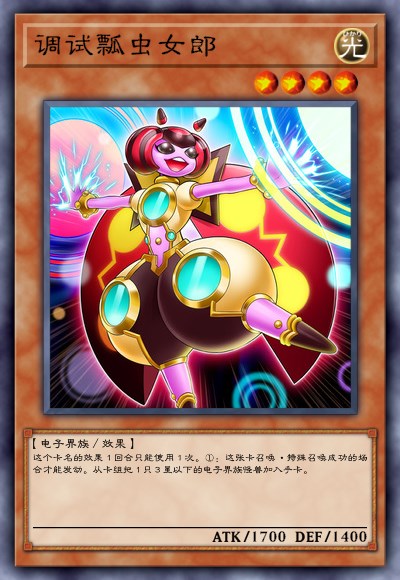 调试瓢虫女郎
光
【电子界族/效果】
这个卡名的效果1回合只能使用1次。①：这张卡召唤·特殊召唤成功的场
合才能发动。从卡组把1只3星以下的电子界族怪兽加入手卡。
ATK/1700 DEF/1400